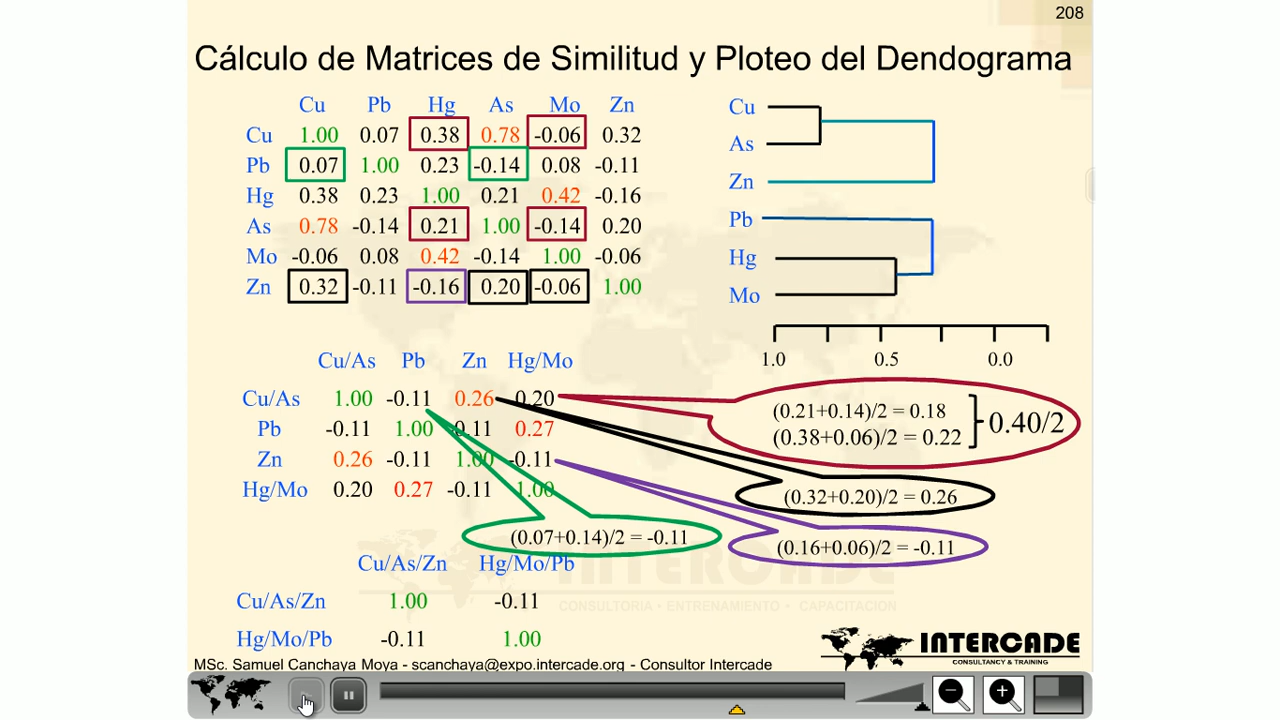 208
Cálculo de Matrices de Similitud y Ploteo del Dendograma
Cu Pb Hg As Mo Zn
Cu 1.00 0.07 0.38 0.78 -0.06 0.32
Pb 0.07 1.00 0.23 -0.14 0.08 -0.11
Hg 0.38 0.23 1.00 0.21 0.42 -0.16
As 0.78 -0.14 0.21 1.00 -0.14 0.20
Mo -0.06 0.08 0.42 -0.14 1.00 -0.06
Zn 0.32 -0.11 -0.16 0.20 -0.06 1.00
Cu
As
Zn
Pb
Hg
Mo
1.0 0.5 0.0
Cu/As Pb Zn Hg/Mo
Cu/As 1.00 -0.11 0.26 0.20
Pb -0.11 1.00 -0.11 0.27
Zn 0.26 -0.11 1.00 -0.11
Hg/Mo 0.20 0.27 -0.11 1.00
(0.21+0.14)/2 = 0.18
(0.38+0.06)/2 = 0.22
0.40/2
(0.32+0.20)/2 = 0.26
(0.07+0.14)/2 = -0.11
(0.16+0.06)/2 = -0.11
Cu/As/Zn Hg/Mo/Pb
Cu/As/Zn 1.00 -0.11
Hg/Mo/Pb -0.11 1.00
INTERCADE
CONSULTORIA • ENTRENAMIENTO • CAPACITACION
INTERCADE
CONSULTANCY & TRAINING
MSc. Samuel Canchaya Moya - scanchaya@expo.intercade.org - Consultor Intercade